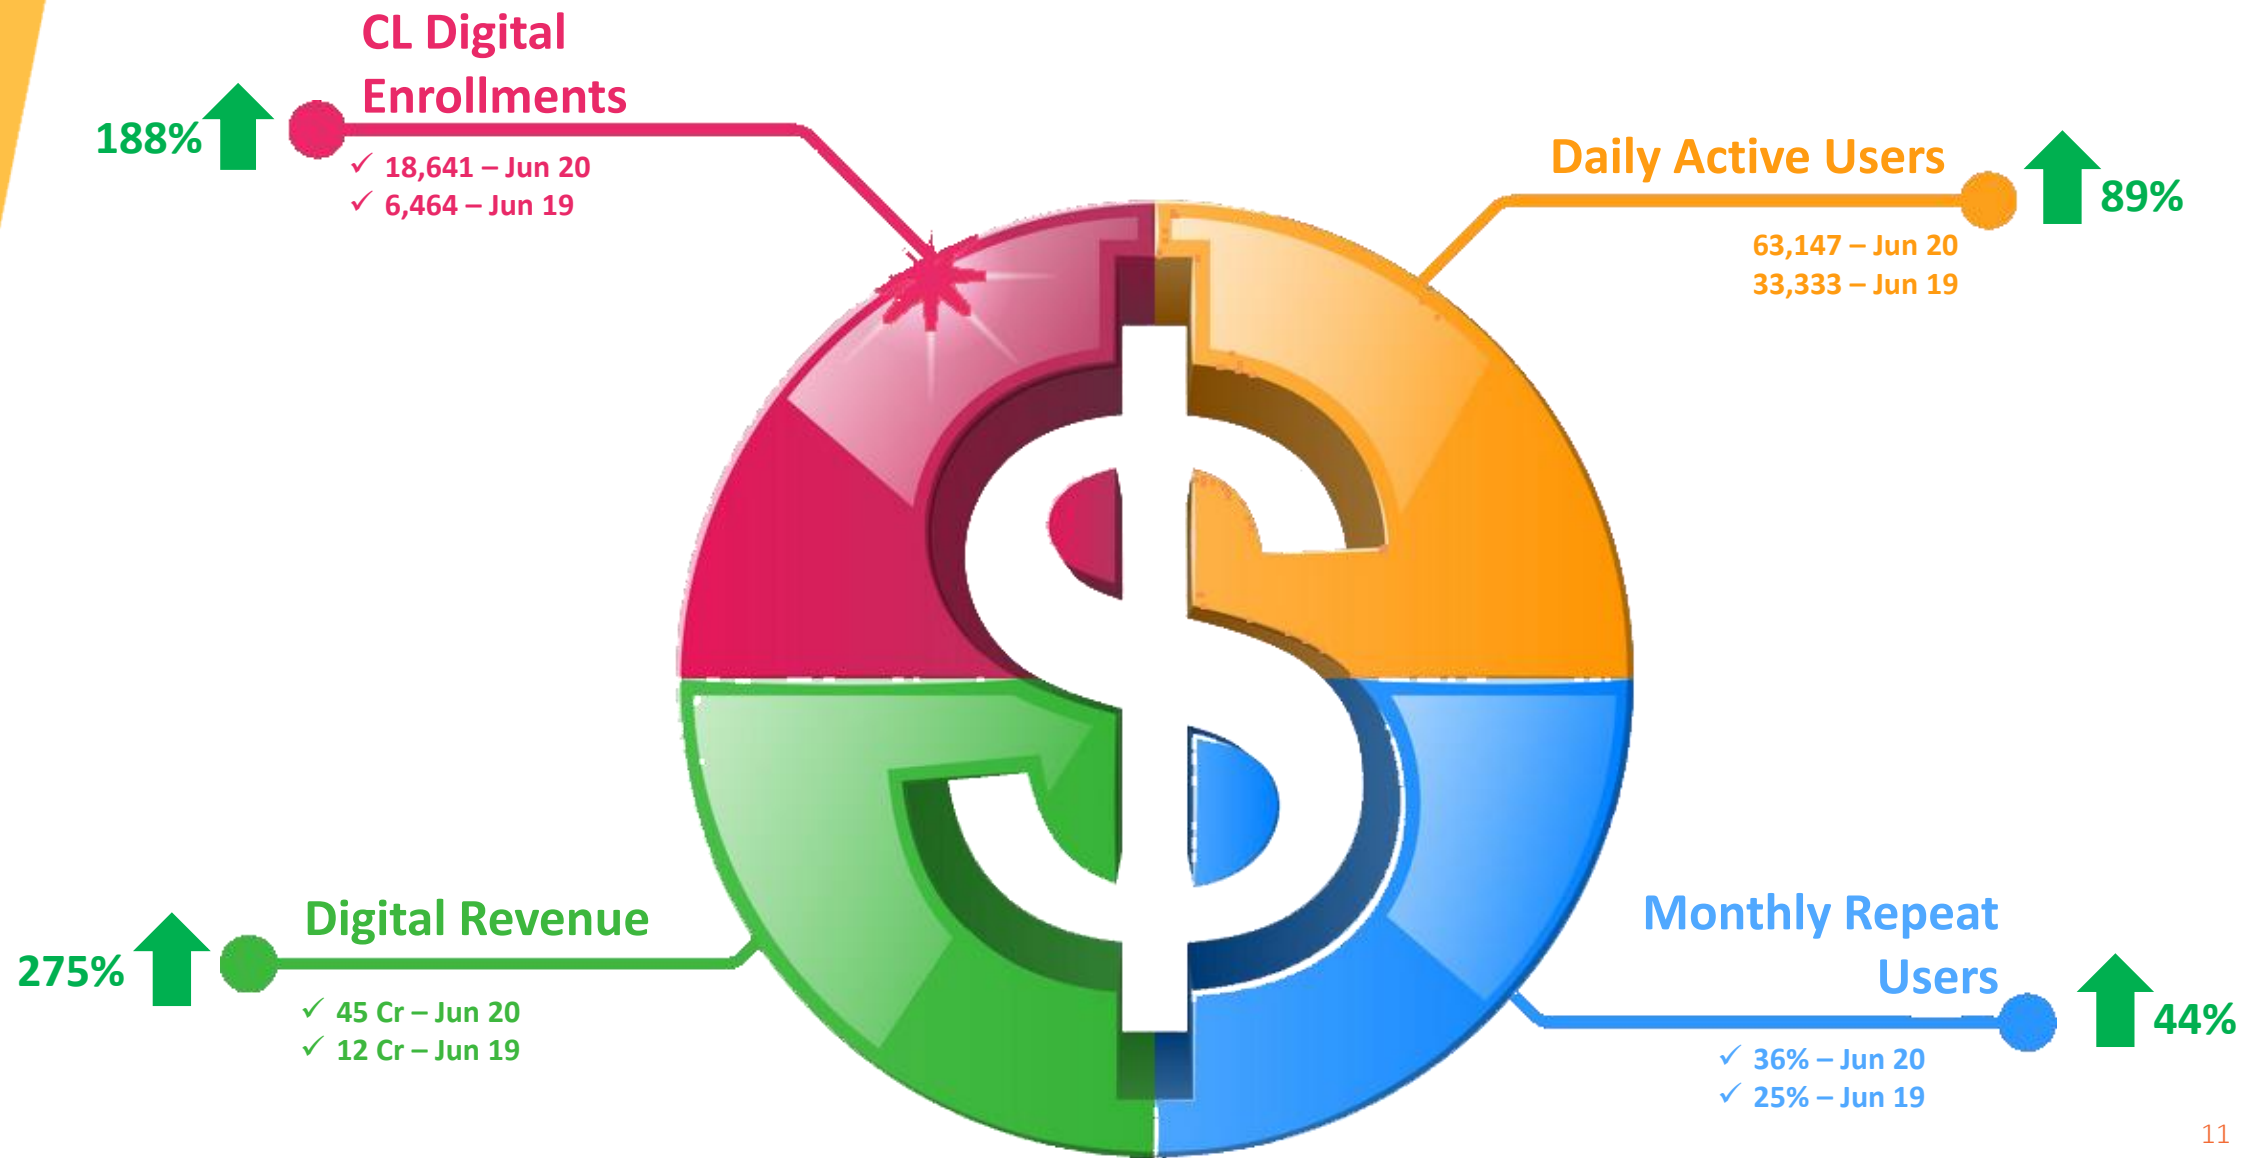 CL Digital
Enrollments
188%
✓ 18,641 – Jun 20
✓ 6,464 – Jun 19
Daily Active Users
89%
63,147 – Jun 20
33,333 – Jun 19
Digital Revenue
275%
✓ 45 Cr – Jun 20
✓ 12 Cr – Jun 19
Monthly Repeat
Users
44%
✓ 36% – Jun 20
✓ 25% – Jun 19
11